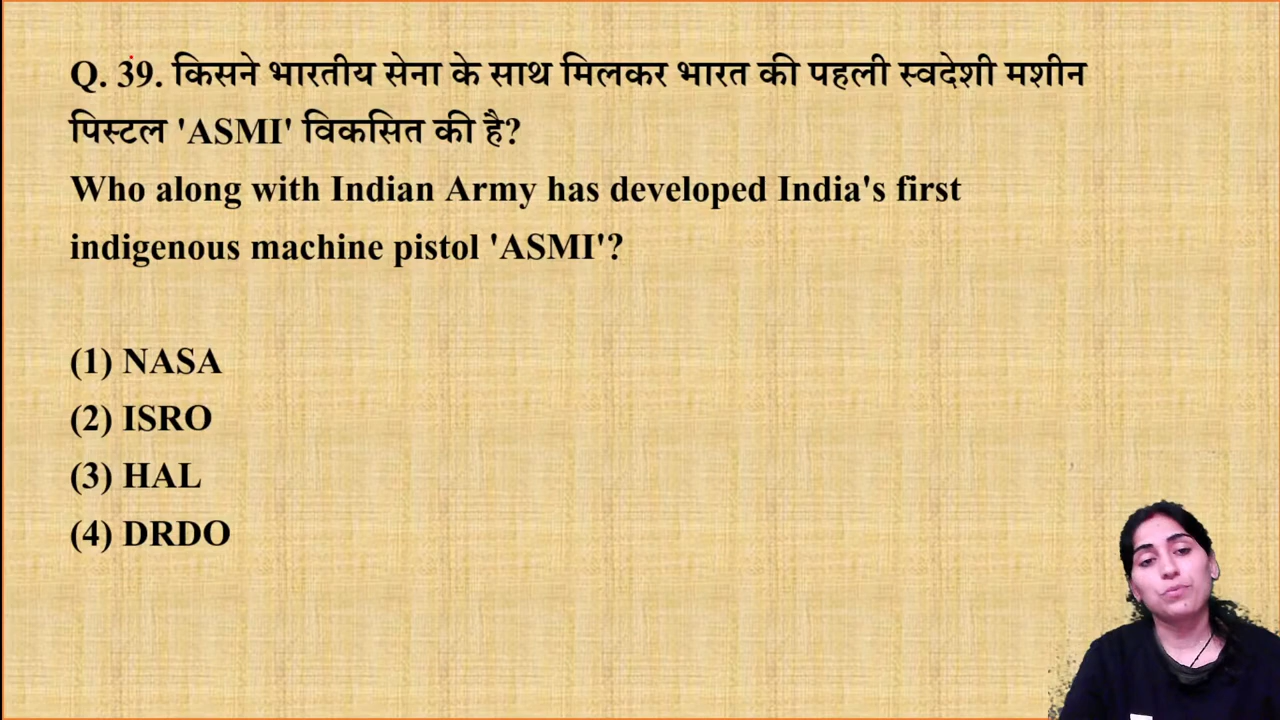 Q. 39. किसने भारतीय सेना के साथ मिलकर भारत की पहली स्वदेशी मशीन
पिस्टल 'ASMI' विकसित की है?
Who along with Indian Army has developed India's first
indigenous machine pistol 'ASMI'?
(1) NASA
(2) ISRO
(3) HAL
(4) DRDO